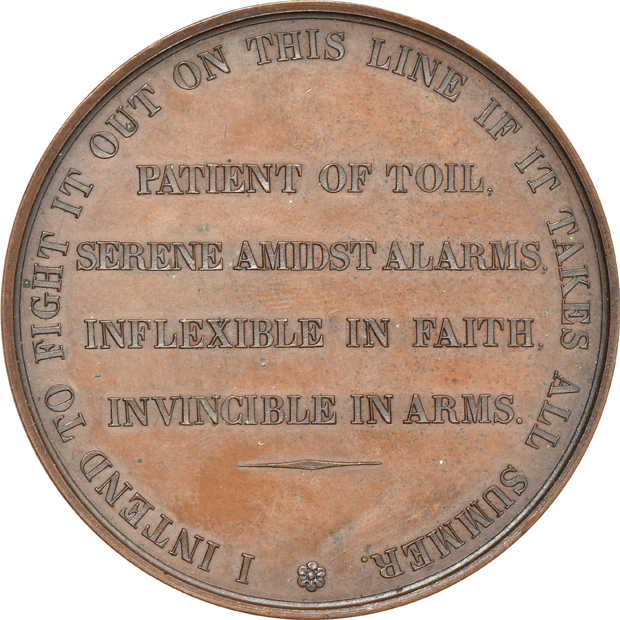 I INTEND TO FIGHT IT OUT ON THIS LINE IF IT TAKES ALL SUMMER.
PATIENT OF TOIL,
SERENE AMIDST ALARMS,
INFLEXIBLE IN FAITH,
INVINCIBLE IN ARMS.